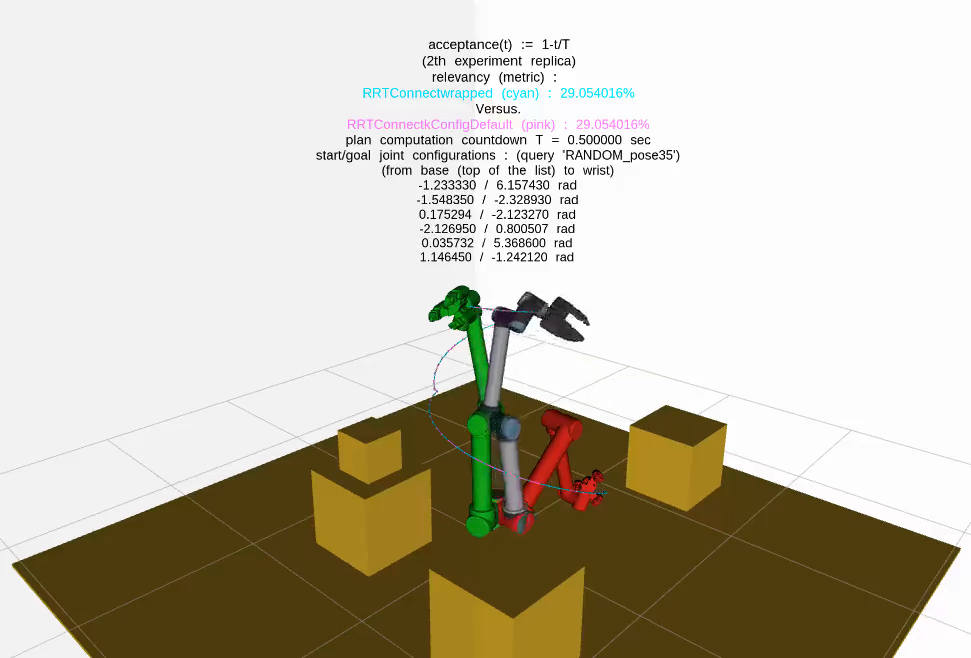 acceptance(t) := 1-t/T
(2th experiment replica)
relevancy (metric) :
RRTConnectwrapped (cyan) : 29.054016%
Versus.
RRTConnectkConfigDefault (pink) : 29.054016%
plan computation countdown T = 0.500000 sec
start/goal joint configurations : (query 'RANDOM_pose35')
(from base (top of the list) to wrist)
-1.233330 / 6.157430 rad
-1.548350 / -2.328930 rad
0.175294 / -2.123270 rad
-2.126950 / 0.800507 rad
0.035732 / 5.368600 rad
1.146450 / -1.242120 rad